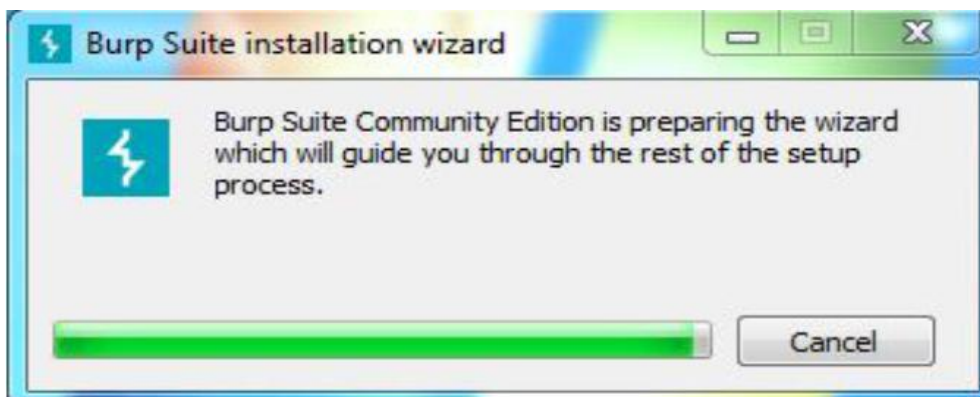 Burp Suite installation wizard
Burp Suite Community Edition is preparing the wizard
which will guide you through the rest of the setup
process.
Cancel